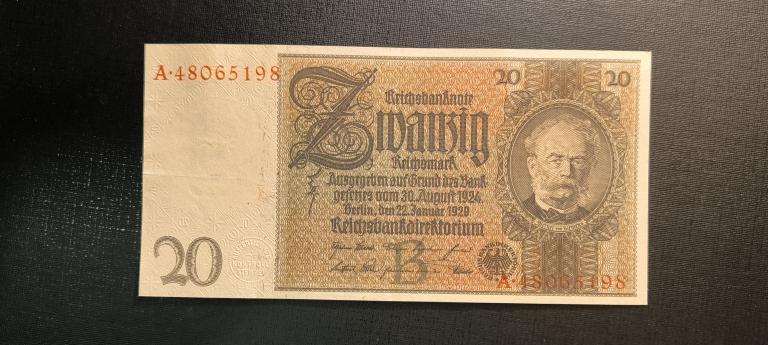 A·48065198
20 20
Reichsbanknote
Zwanzig
Reichsmark
Ausgegeben auf Grund des Bank-
gesetzes vom 30. August 1924
Berlin, den 22. Januar 1929
Reichsbankdirektorium
B
20
A·48065198